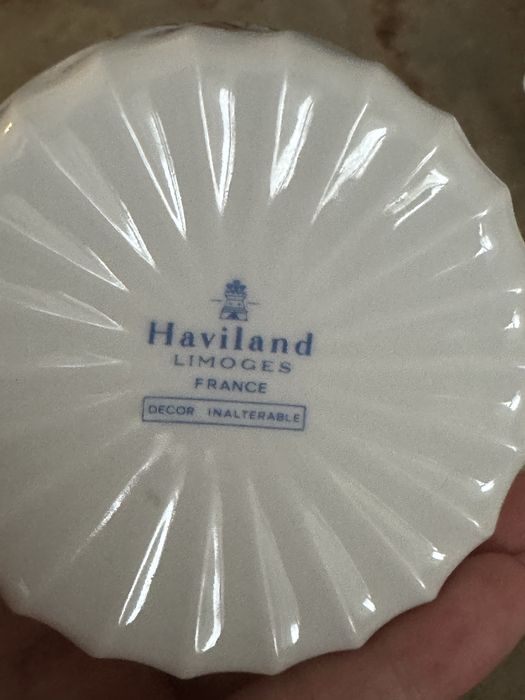 Haviland
LIMOGES
FRANCE
DECOR INALTERABLE